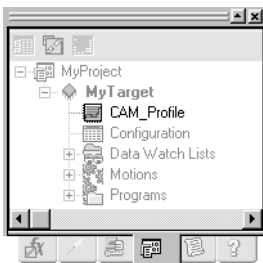 MyProject
MyTarget
CAM_Profile
Configuration
Data Watch Lists
Motions
Programs